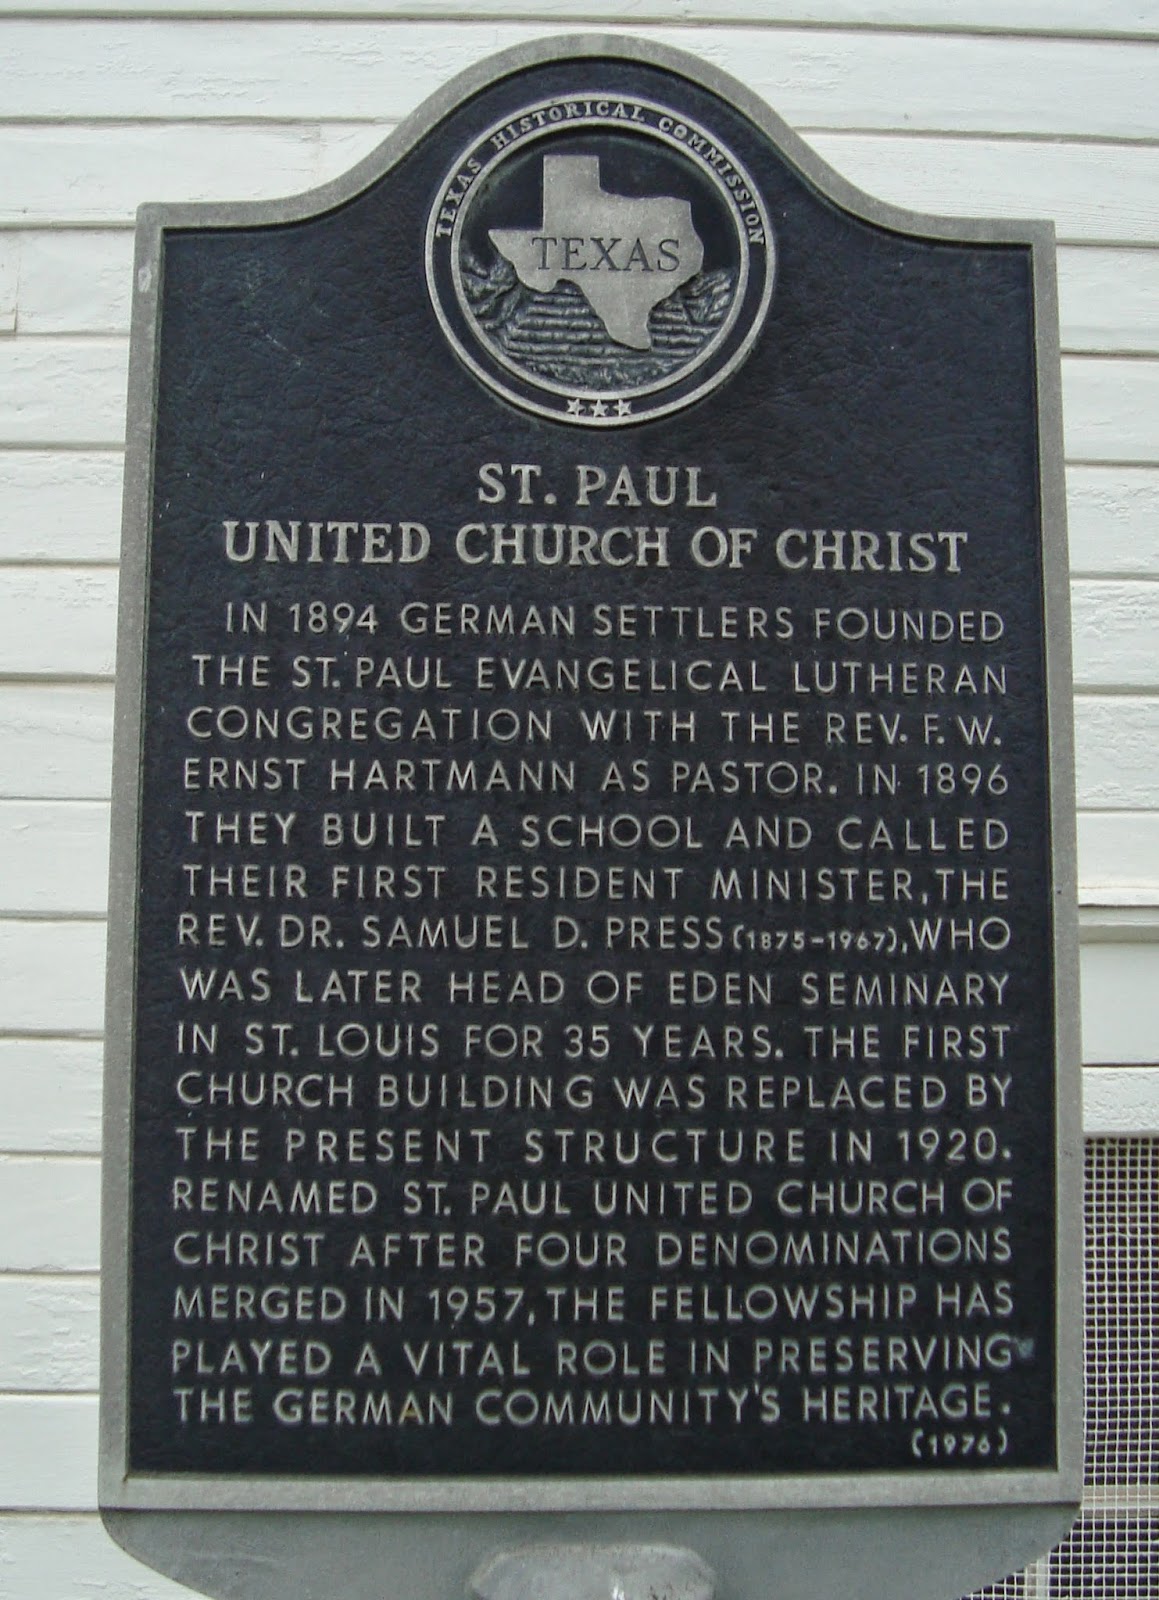 TEXAS HISTORICAL COMMISSION
TEXAS
ST. PAUL
UNITED CHURCH OF CHRIST
IN 1894 GERMAN SETTLERS FOUNDED
THE ST. PAUL EVANGELICAL LUTHERAN
CONGREGATION WITH THE REV. F. W.
ERNST HARTMANN AS PASTOR. IN 1896
THEY BUILT A SCHOOL AND CALLED
THEIR FIRST RESIDENT MINISTER, THE
REV. DR. SAMUEL D. PRESS (1875-1967), WHO
WAS LATER HEAD OF EDEN SEMINARY
IN ST. LOUIS FOR 35 YEARS. THE FIRST
CHURCH BUILDING WAS REPLACED BY
THE PRESENT STRUCTURE IN 1920.
RENAMED ST. PAUL UNITED CHURCH OF
CHRIST AFTER FOUR DENOMINATIONS
MERGED IN 1957, THE FELLOWSHIP HAS
PLAYED A VITAL ROLE IN PRESERVING
THE GERMAN COMMUNITY'S HERITAGE.
(1976)